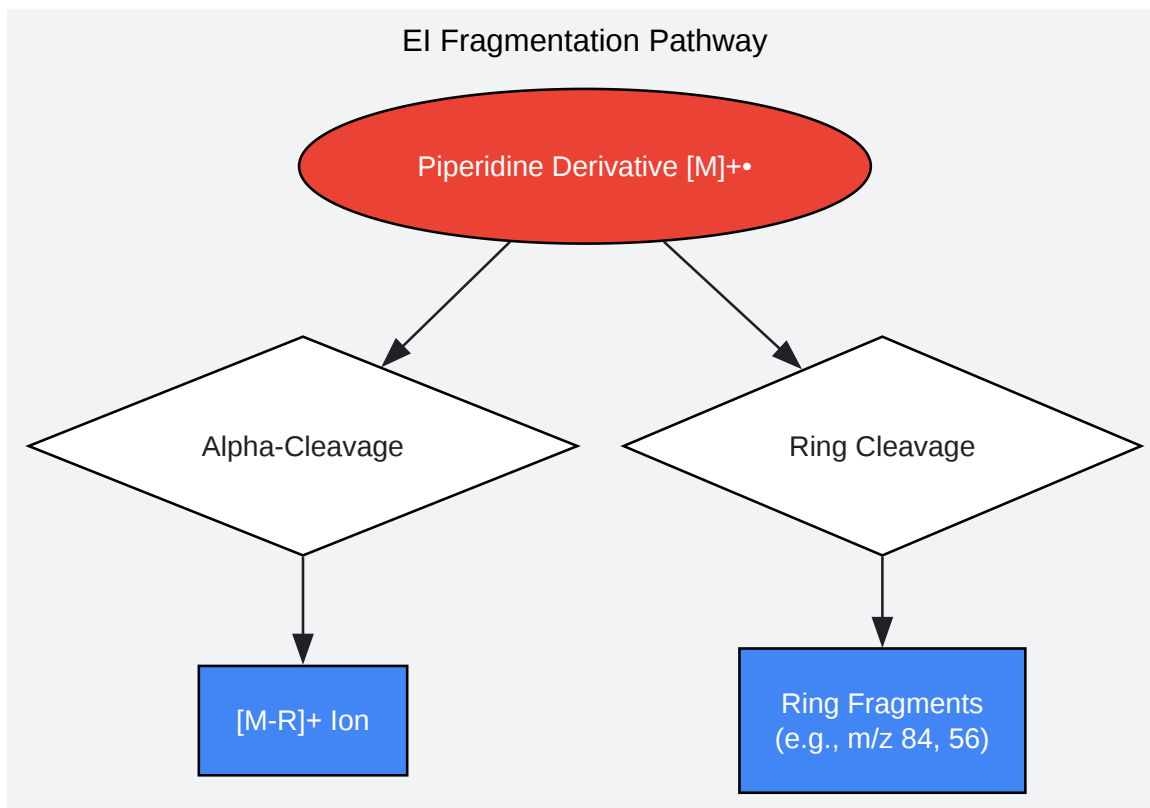 EI Fragmentation Pathway
Piperidine Derivative [M]+•
Alpha-Cleavage
Ring Cleavage
[M-R]+ Ion
Ring Fragments
(e.g., m/z 84, 56)